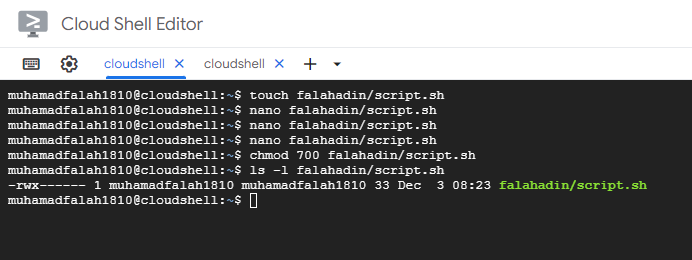 Cloud Shell Editor
cloudshell × cloudshell × +
muhamadfalah1810@cloudshell:~$ touch falahadin/script.sh
muhamadfalah1810@cloudshell:~$ nano falahadin/script.sh
muhamadfalah1810@cloudshell:~$ nano falahadin/script.sh
muhamadfalah1810@cloudshell:~$ nano falahadin/script.sh
muhamadfalah1810@cloudshell:~$ chmod 700 falahadin/script.sh
muhamadfalah1810@cloudshell:~$ ls -l falahadin/script.sh
-rwx------ 1 muhamadfalah1810 muhamadfalah1810 33 Dec  3 08:23 falahadin/script.sh
muhamadfalah1810@cloudshell:~$